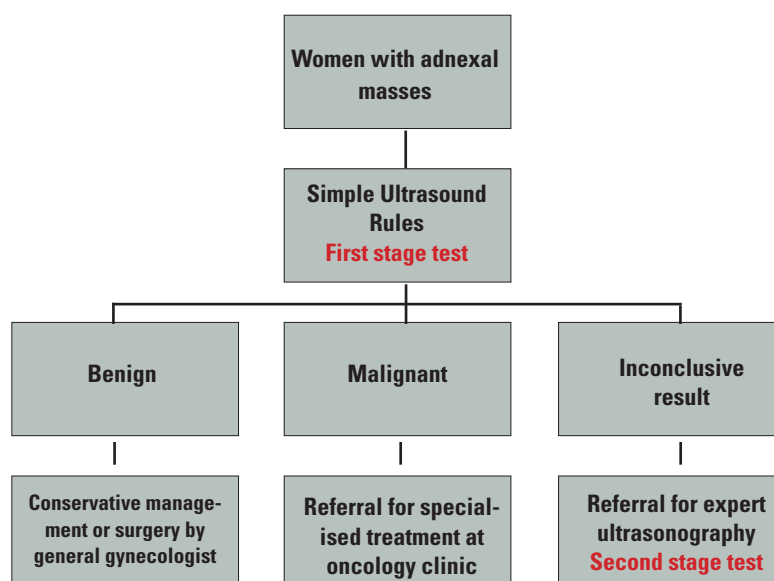 Women with adnexal
masses
Simple Ultrasound
Rules
First stage test
Benign
Malignant
Inconclusive
result
Conservative manage-
ment or surgery by
general gynecologist
Referral for special-
ised treatment at
oncology clinic
Referral for expert
ultrasonography
Second stage test